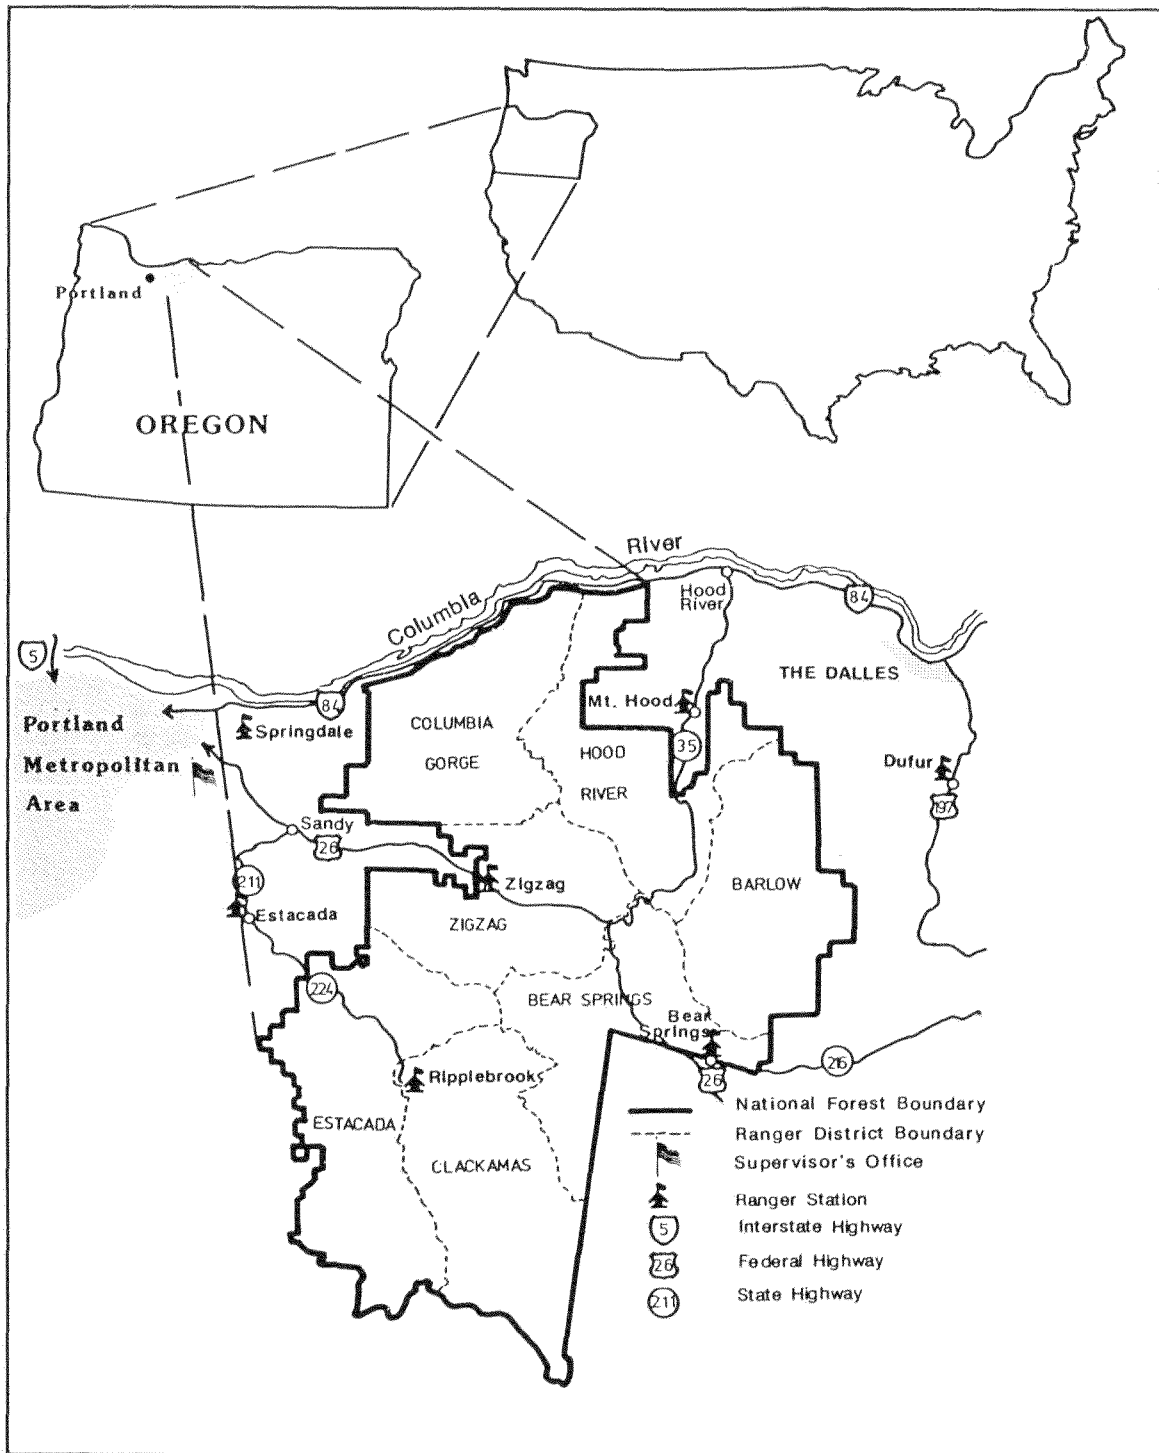 Portland
OREGON
River
Columbia
Hood
River
84
5
THE DALLES
84
Mt. Hood
Portland
Metropolitan
Area
Springdale
COLUMBIA
GORGE
HOOD
RIVER
35
Dufur
197
Sandy
26
211
Zigzag
BARLOW
Estacada
ZIGZAG
224
BEAR SPRINGS
Bear
Springs
216
26
Ripplebrook
ESTACADA
CLACKAMAS
National Forest Boundary
Ranger District Boundary
Supervisor's Office
Ranger Station
5
Interstate Highway
26
Federal Highway
211
State Highway